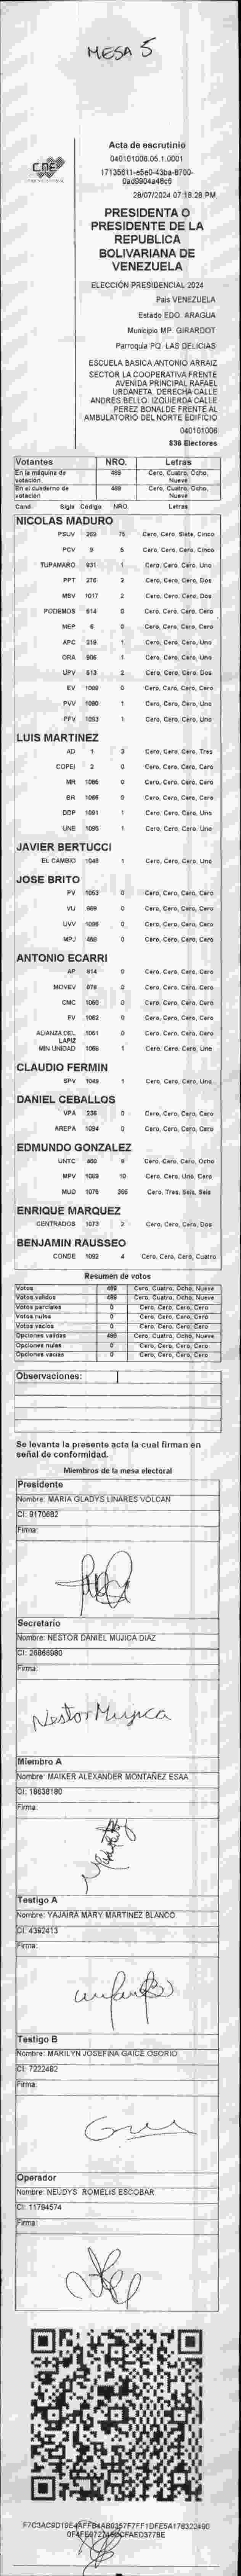 MESA 5
Acta de escrutinio
040101006.05.1.0001
17135611-e5e0-43ba-8700-
0ad9904a48c6
28/07/2024 07:18:28 PM
CNE
PRESIDENTA O
PRESIDENTE DE LA
REPUBLICA
BOLIVARIANA DE
VENEZUELA
ELECCIÓN PRESIDENCIAL 2024
Pais VENEZUELA
Estado EDO. ARAGUA
Municipio MP. GIRARDOT
Parroquia PQ. LAS DELICIAS
ESCUELA BASICA ANTONIO ARRAIZ
SECTOR LA COOPERATIVA FRENTE
AVENIDA PRINCIPAL RAFAEL
URDANETA DERECHA CALLE
ANDRES BELLO. IZQUIERDA CALLE
PEREZ BONALDE FRENTE AL
AMBULATORIO DEL NORTE EDIFICIO
040101006
836 Electores
Votantes NRO. Letras
En la máquina de votación 489 Cero, Cuatro, Ocho, Nueve
En el cuaderno de votación 489 Cero, Cuatro, Ocho, Nueve
Cand. Sigla Código NRO. Letras
NICOLAS MADURO
PSUV 269 75 Cero, Cero, Siete, Cinco
PCV 9 5 Cero, Cero, Cero, Cinco
TUPAMARO 931 1 Cero, Cero, Cero, Uno
PPT 276 2 Cero, Cero, Cero, Dos
MSV 1017 2 Cero, Cero, Cero, Dos
PODEMOS 514 0 Cero, Cero, Cero, Cero
MEP 6 0 Cero, Cero, Cero, Cero
APC 219 1 Cero, Cero, Cero, Uno
ORA 906 1 Cero, Cero, Cero, Uno
UPV 513 2 Cero, Cero, Cero, Dos
EV 1089 0 Cero, Cero, Cero, Cero
PVV 1090 1 Cero, Cero, Cero, Uno
PFV 1093 1 Cero, Cero, Cero, Uno
LUIS MARTINEZ
AD 1 3 Cero, Cero, Cero, Tres
COPEI 2 0 Cero, Cero, Cero, Cero
MR 1086 0 Cero, Cero, Cero, Cero
BR 1066 0 Cero, Cero, Cero, Cero
DDP 1091 1 Cero, Cero, Cero, Uno
UNE 1095 1 Cero, Cero, Cero, Uno
JAVIER BERTUCCI
EL CAMBIO 1048 1 Cero, Cero, Cero, Uno
JOSE BRITO
PV 1053 0 Cero, Cero, Cero, Cero
VU 969 0 Cero, Cero, Cero, Cero
UVV 1096 0 Cero, Cero, Cero, Cero
MPJ 458 0 Cero, Cero, Cero, Cero
ANTONIO ECARRI
AP 914 0 Cero, Cero, Cero, Cero
MOVEV 878 0 Cero, Cero, Cero, Cero
CMC 1060 0 Cero, Cero, Cero, Cero
FV 1062 0 Cero, Cero, Cero, Cero
ALIANZA DEL LAPIZ 1061 0 Cero, Cero, Cero, Cero
MIN UNIDAD 1069 1 Cero, Cero, Cero, Uno
CLAUDIO FERMIN
SPV 1049 1 Cero, Cero, Cero, Uno
DANIEL CEBALLOS
VPA 236 0 Cero, Cero, Cero, Cero
AREPA 1094 0 Cero, Cero, Cero, Cero
EDMUNDO GONZALEZ
UNTC 460 8 Cero, Cero, Cero, Ocho
MPV 1069 10 Cero, Cero, Uno, Cero
MUD 1079 366 Cero, Tres, Seis, Seis
ENRIQUE MARQUEZ
CENTRADOS 1073 2 Cero, Cero, Cero, Dos
BENJAMIN RAUSSEO
CONDE 1092 4 Cero, Cero, Cero, Cuatro
Resumen de votos
Votos 489 Cero, Cuatro, Ocho, Nueve
Votos validos 489 Cero, Cuatro, Ocho, Nueve
Votos parciales 0 Cero, Cero, Cero, Cero
Votos nulos 0 Cero, Cero, Cero, Cero
Votos vacíos 0 Cero, Cero, Cero, Cero
Opciones validas 489 Cero, Cuatro, Ocho, Nueve
Opciones nulas 0 Cero, Cero, Cero, Cero
Opciones vacias 0 Cero, Cero, Cero, Cero
Observaciones:
Se levanta la presente acta la cual firman en
señal de conformidad.
Miembros de la mesa electoral
Presidente
Nombre: MARIA GLADYS LINARES VOLCAN
CI: 9170682
Firma:
Secretario
Nombre: NESTOR DANIEL MUJICA DIAZ
CI: 26866980
Firma:
Nestor Mujica
Miembro A
Nombre: MAIKER ALEXANDER MONTAÑEZ ESAA
CI: 18638180
Firma:
Testigo A
Nombre: YAJAIRA MARY MARTINEZ BLANCO
CI: 4392413
Firma:
Testigo B
Nombre: MARILYN JOSEFINA GAICE OSORIO
CI: 7222482
Firma:
Operador
Nombre: NEUDYS ROMELIS ESCOBAR
CI: 11794574
Firma: